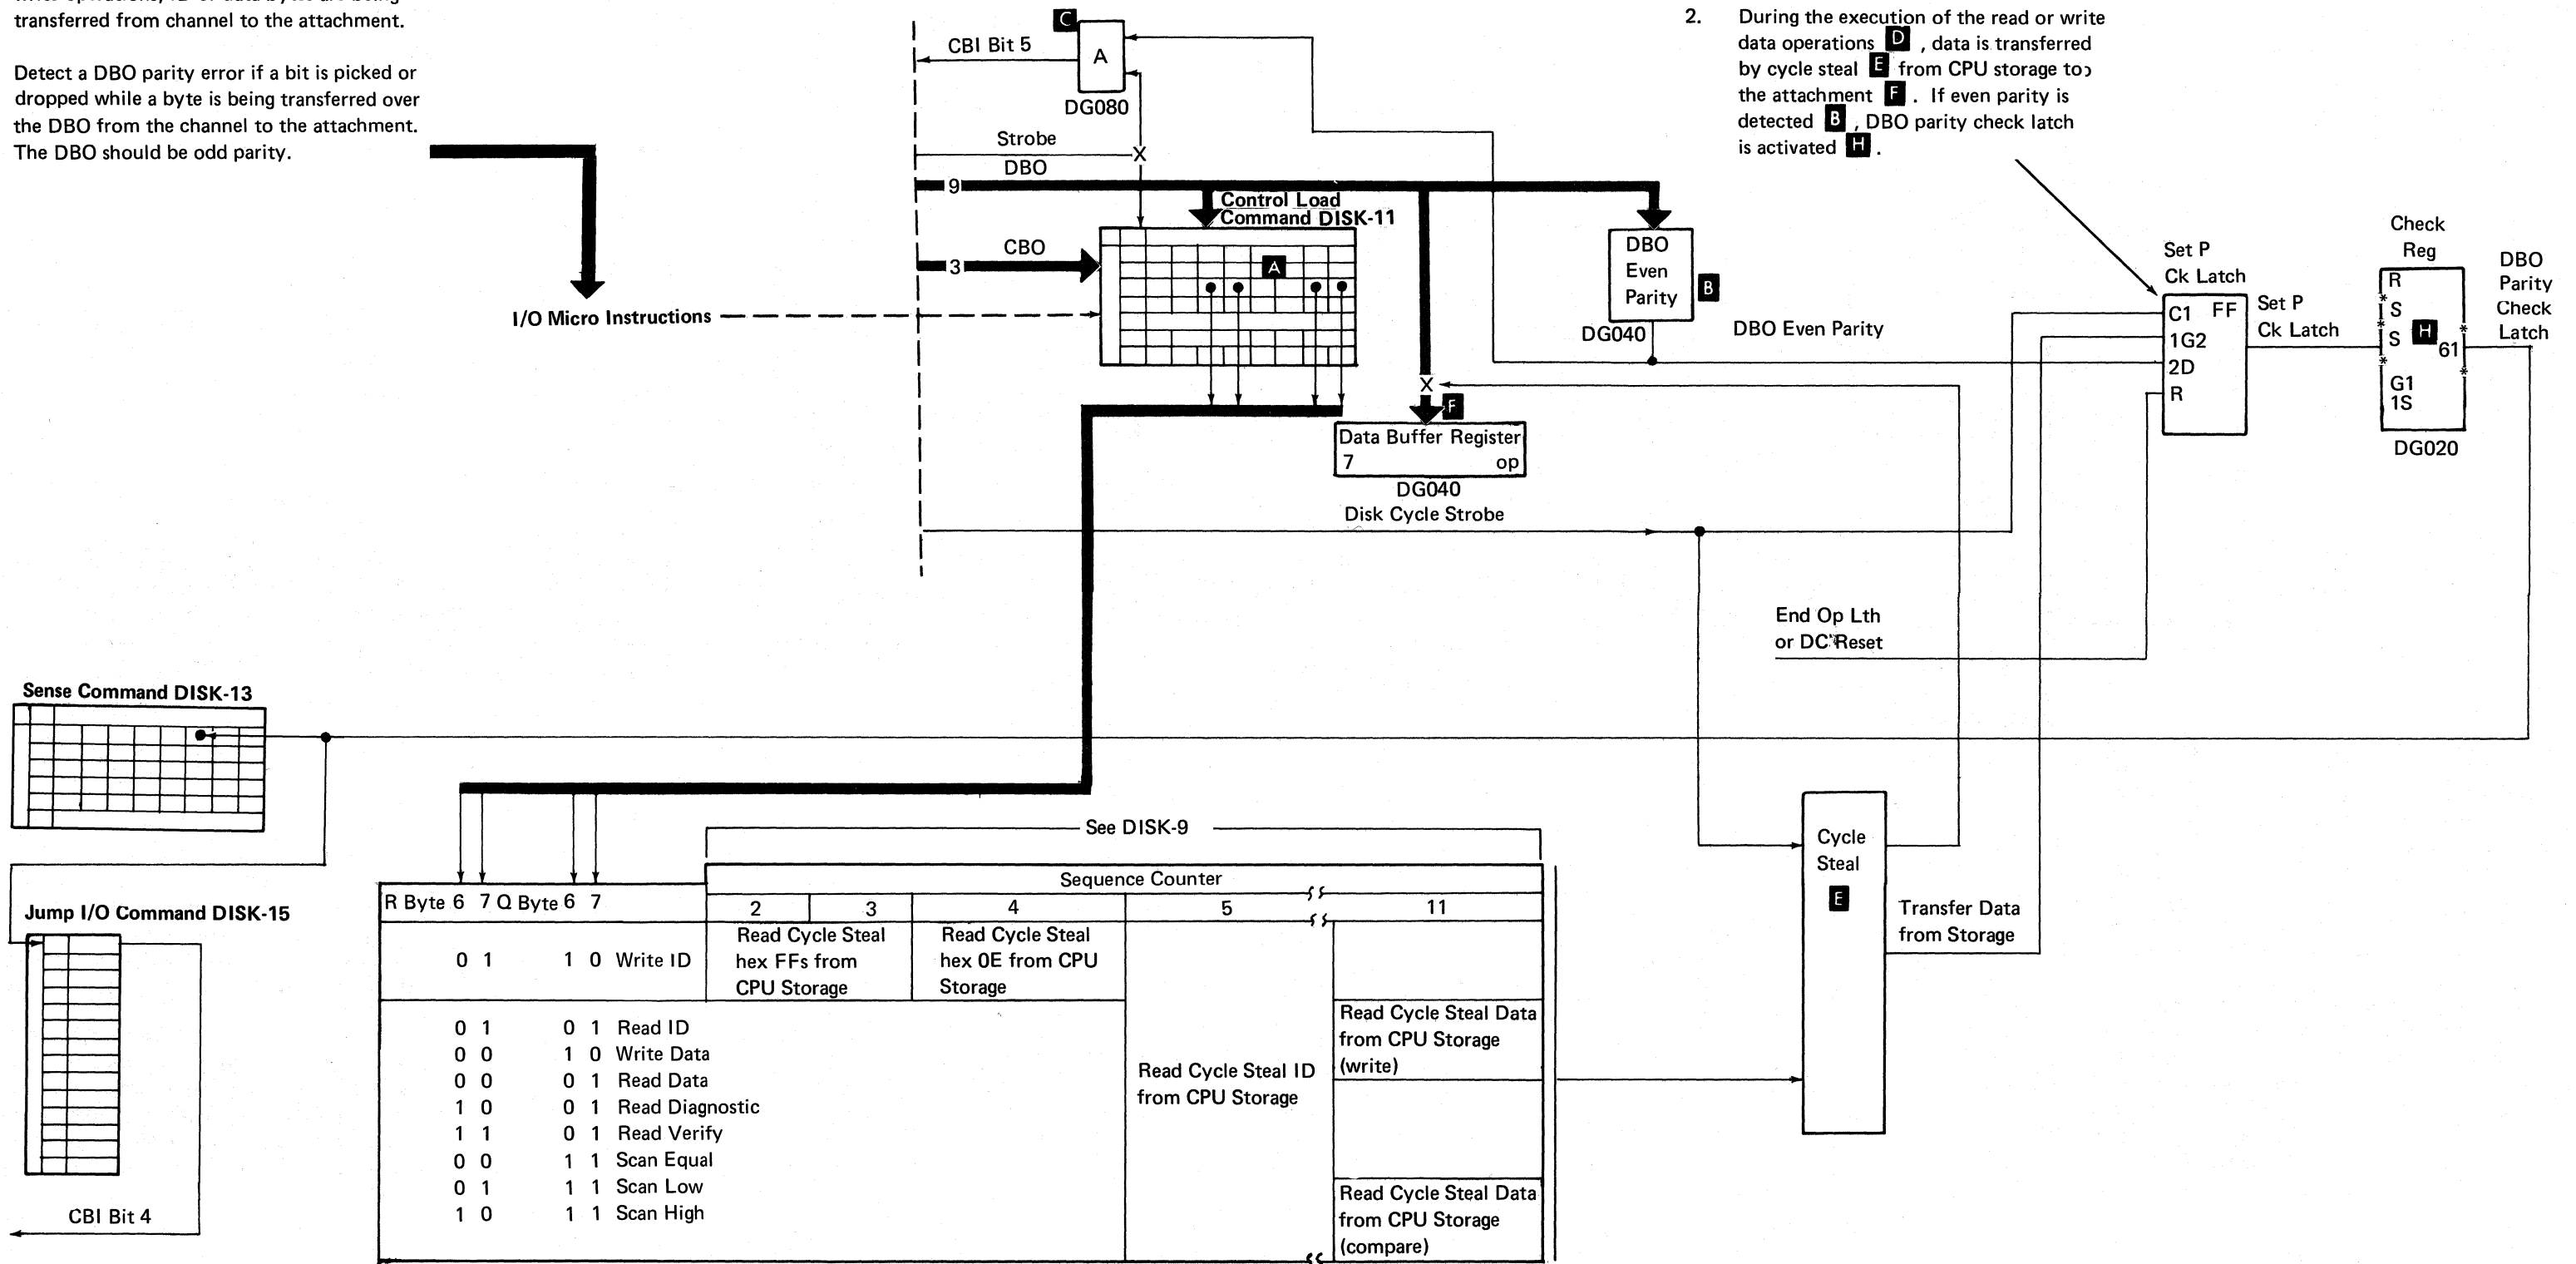 transferred from channel to the attachment.
Detect a DBO parity error if a bit is picked or
dropped while a byte is being transferred over
the DBO from the channel to the attachment.
The DBO should be odd parity.
C
CBI Bit 5
A
DG080
Strobe
DBO
9
Control Load
Command DISK-11
CBO
3
A
I/O Micro Instructions
2. During the execution of the read or write
data operations D , data is transferred
by cycle steal E from CPU storage to
the attachment F . If even parity is
detected B , DBO parity check latch
is activated H .
DBO
Even
Parity
B
DG040
DBO Even Parity
Set P
Ck Latch
C1 FF
1G2
2D
R
Set P
Ck Latch
Check
Reg
R
S
S
H
61
G1
1S
DG020
DBO
Parity
Check
Latch
X
X
F
Data Buffer Register
7 op
DG040
Disk Cycle Strobe
End Op Lth
or DC Reset
Sense Command DISK-13
See DISK-9
Cycle
Steal
E
Transfer Data
from Storage
Jump I/O Command DISK-15
CBI Bit 4
Sequence Counter
R Byte 6 7 Q Byte 6 7
2 3 4 5 11
0 1 1 0 Write ID
Read Cycle Steal
hex FFs from
CPU Storage
Read Cycle Steal
hex 0E from CPU
Storage
0 1 0 1 Read ID
0 0 1 0 Write Data
0 0 0 1 Read Data
1 0 0 1 Read Diagnostic
1 1 0 1 Read Verify
0 0 1 1 Scan Equal
0 1 1 1 Scan Low
1 0 1 1 Scan High
Read Cycle Steal ID
from CPU Storage
Read Cycle Steal Data
from CPU Storage
(write)
Read Cycle Steal Data
from CPU Storage
(compare)